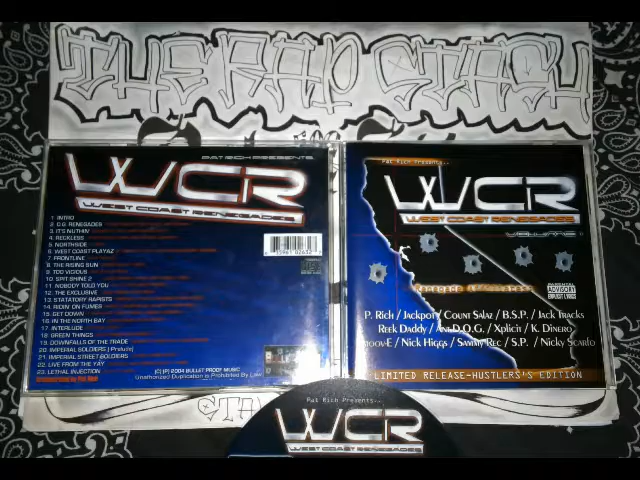 THE RAP STASH
PAT RICH PRESENTS...
WCR
WEST COAST RENEGADES
1. INTRO
2. O.G. RENEGADES
3. IT'S NUTHIN'
4. RECKLESS
5. NORTHSIDE
6. WEST COAST PLAYAZ
7. FRONTLINE
8. THE RISING SUN
9. TOO VICIOUS
10. SPIT SHINE 2
11. NOBODY TOLD YOU
12. THE EXCLUSIVE
13. STATATORY RAPISTS
14. RIDIN' ON FUMES
15. GET DOWN
16. IN THE NORTH BAY
17. INTERLUDE
18. GREEN THINGS
19. DOWNFALLS OF THE TRADE
20. IMPERIAL SOLDIERS (Prelude)
21. IMPERIAL STREET SOLDIERS
22. LIVE FROM THE YAY
23. LETHAL INJECTION
(C) (P) 2004 BULLET PROOF MUSIC
Unathorized Duplication is Prohibited By Law
Pat Rich Presents...
WCR
WEST COAST RENEGADES
VOLUME 1
Renegade Affiliates
PARENTAL
ADVISORY
EXPLICIT LYRICS
P. Rich / Jackpot / Count Salaz / B.S.P. / Jack Tracks
Reek Daddy / Ant D.O.G. / Xplicit / K. Dinero
Groov-E / Nick Higgs / Sammy Rec / S.P. / Nicky Scarfo
LIMITED RELEASE-HUSTLERS'S EDITION
STA
Pat Rich Presents...
WCR
WEST COAST RENEGADES